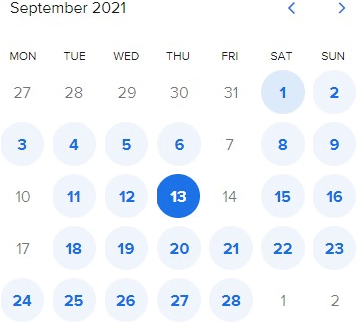 September 2021
MON TUE WED THU FRI SAT SUN
27 28 29 30 31 1 2
3 4 5 6 7 8 9
10 11 12 13 14 15 16
17 18 19 20 21 22 23
24 25 26 27 28 1 2